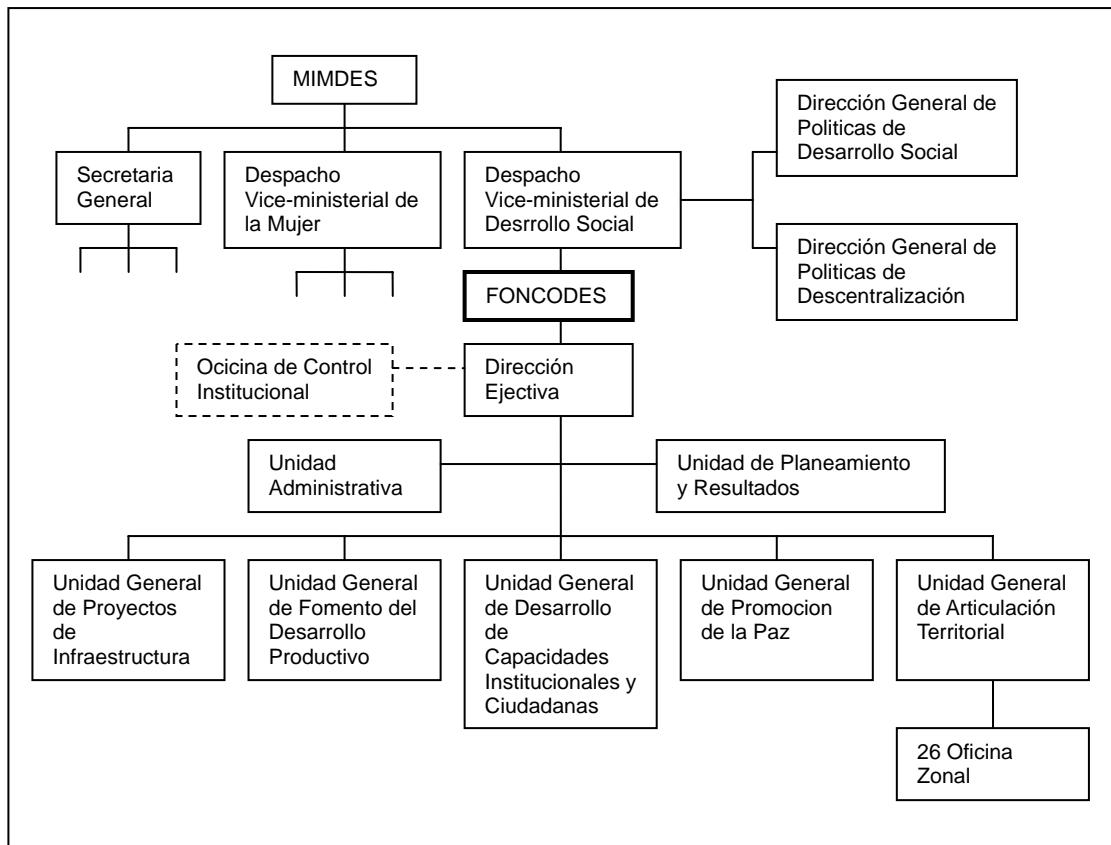 MIMDES
Dirección General de
Politicas de
Desarrollo Social
Secretaria
General
Despacho
Vice-ministerial de
la Mujer
Despacho
Vice-ministerial de
Desrrollo Social
Dirección General de
Politicas de
Descentralización
FONCODES
Ocicina de Control
Institucional
Dirección
Ejectiva
Unidad
Administrativa
Unidad de Planeamiento
y Resultados
Unidad General
de Proyectos
de
Infraestructura
Unidad General
de Fomento del
Desarrollo
Productivo
Unidad General
de Desarrollo
de
Capacidades
Institucionales y
Ciudadanas
Unidad General
de Promocion
de la Paz
Unidad General
de Articulación
Territorial
26 Oficina
Zonal